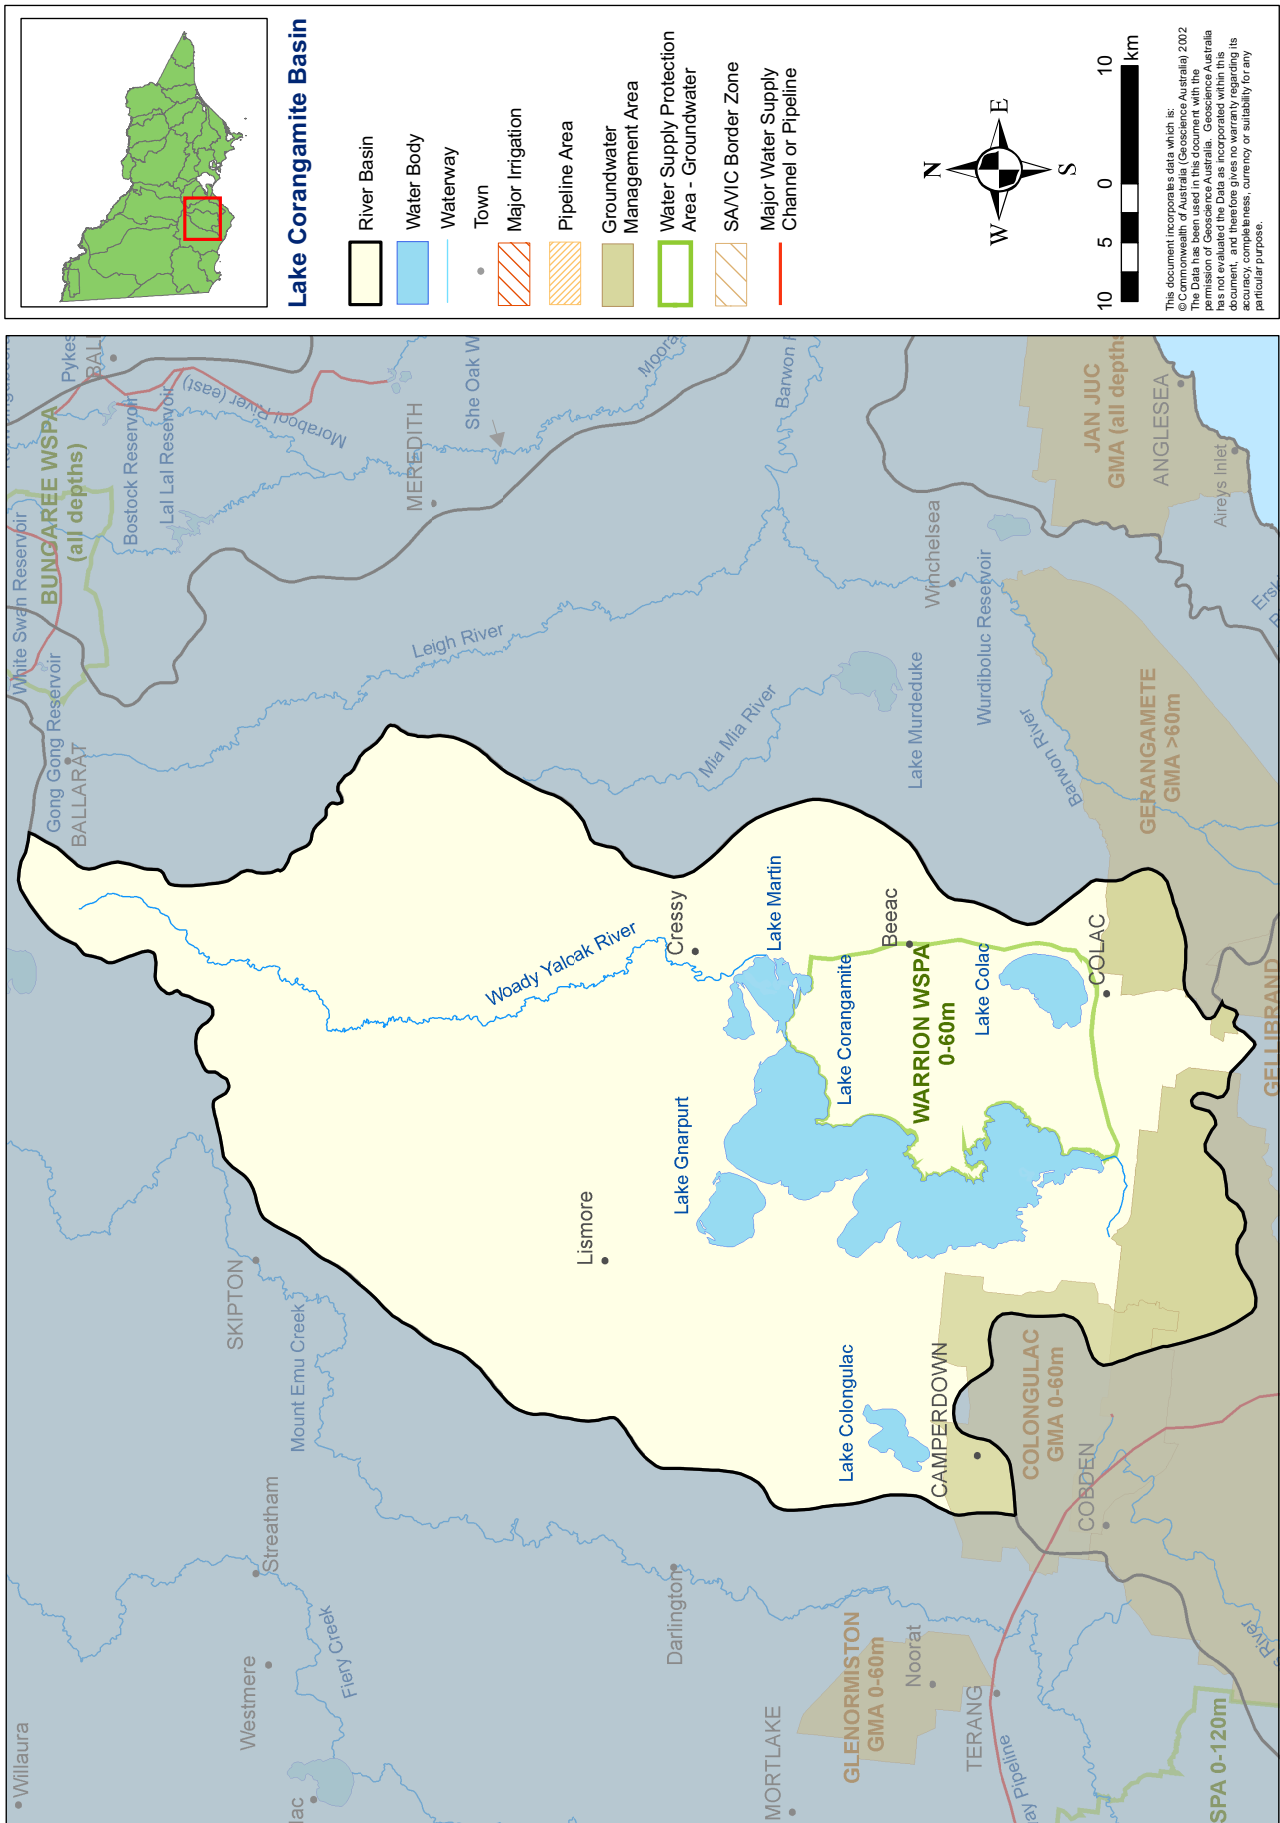 Lake Corangamite Basin
River Basin
Water Body
Waterway
Town
Major Irrigation
Pipeline Area
Groundwater
Management Area
Water Supply Protection
Area - Groundwater
SA/VIC Border Zone
Major Water Supply
Channel or Pipeline
N
W
E
S
10
5
0
10
km
This document incorporates data which is:
© Commonwealth of Australia (Geoscience Australia) 2002
The Data has been used in this document with the
permission of Geoscience Australia. Geoscience Australia
has not evaluated the Data as incorporated within this
document, and therefore gives no warranty regarding its
accuracy, completeness, currency or suitability for any
particular purpose.
Willaura
Westmere
Streatham
Fiery Creek
lac
SKIPTON
Mount Emu Creek
Darlington
MORTLAKE
GLENORMISTON
GMA 0-60m
Noorat
TERANG
ay Pipeline
SPA 0-120m
River
COBDEN
COLONGULAC
GMA 0-60m
CAMPERDOWN
Lake Colongulac
Lismore
Lake Gnarpurt
Lake Corangamite
WARRION WSPA
0-60m
Lake Colac
COLAC
Beeac
Lake Martin
Cressy
Woady Yalcak River
GELLIBRAND
GERANGAMETE
GMA >60m
Barwon River
Wurdiboluc Reservoir
Lake Murdeduke
Mia Mia River
Leigh River
BALLARAT
Gong Gong Reservoir
White Swan Reservoir
BUNGAREE WSPA
(all depths)
Bostock Reservoir
Lal Lal Reservoir
Morabool River (east)
Pykes
BAL
MEREDITH
She Oak W
Moora
Barwon R
Winchelsea
JAN JUC
GMA (all depths
ANGLESEA
Aireys Inlet